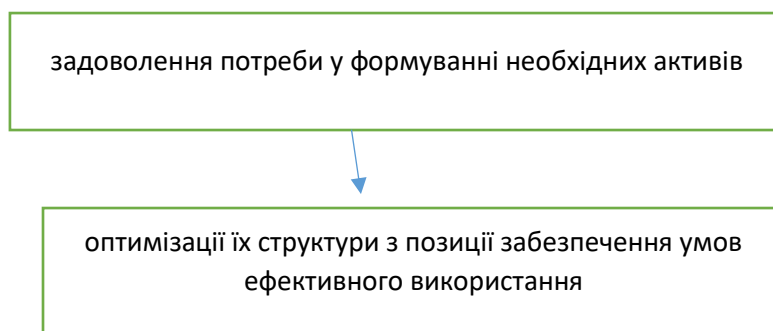 задоволення потреби у формуванні необхідних активів
оптимізації їх структури з позиції забезпечення умов
ефективного використання